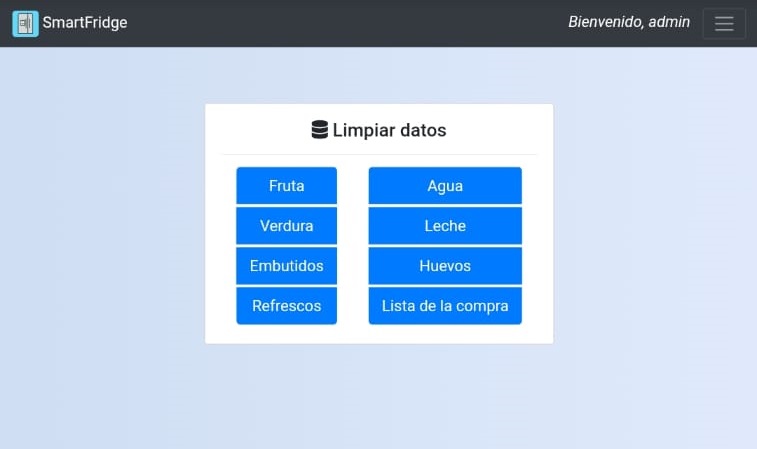 SmartFridge
Bienvenido, admin
Limpiar datos
Fruta
Verdura
Embutidos
Refrescos
Agua
Leche
Huevos
Lista de la compra